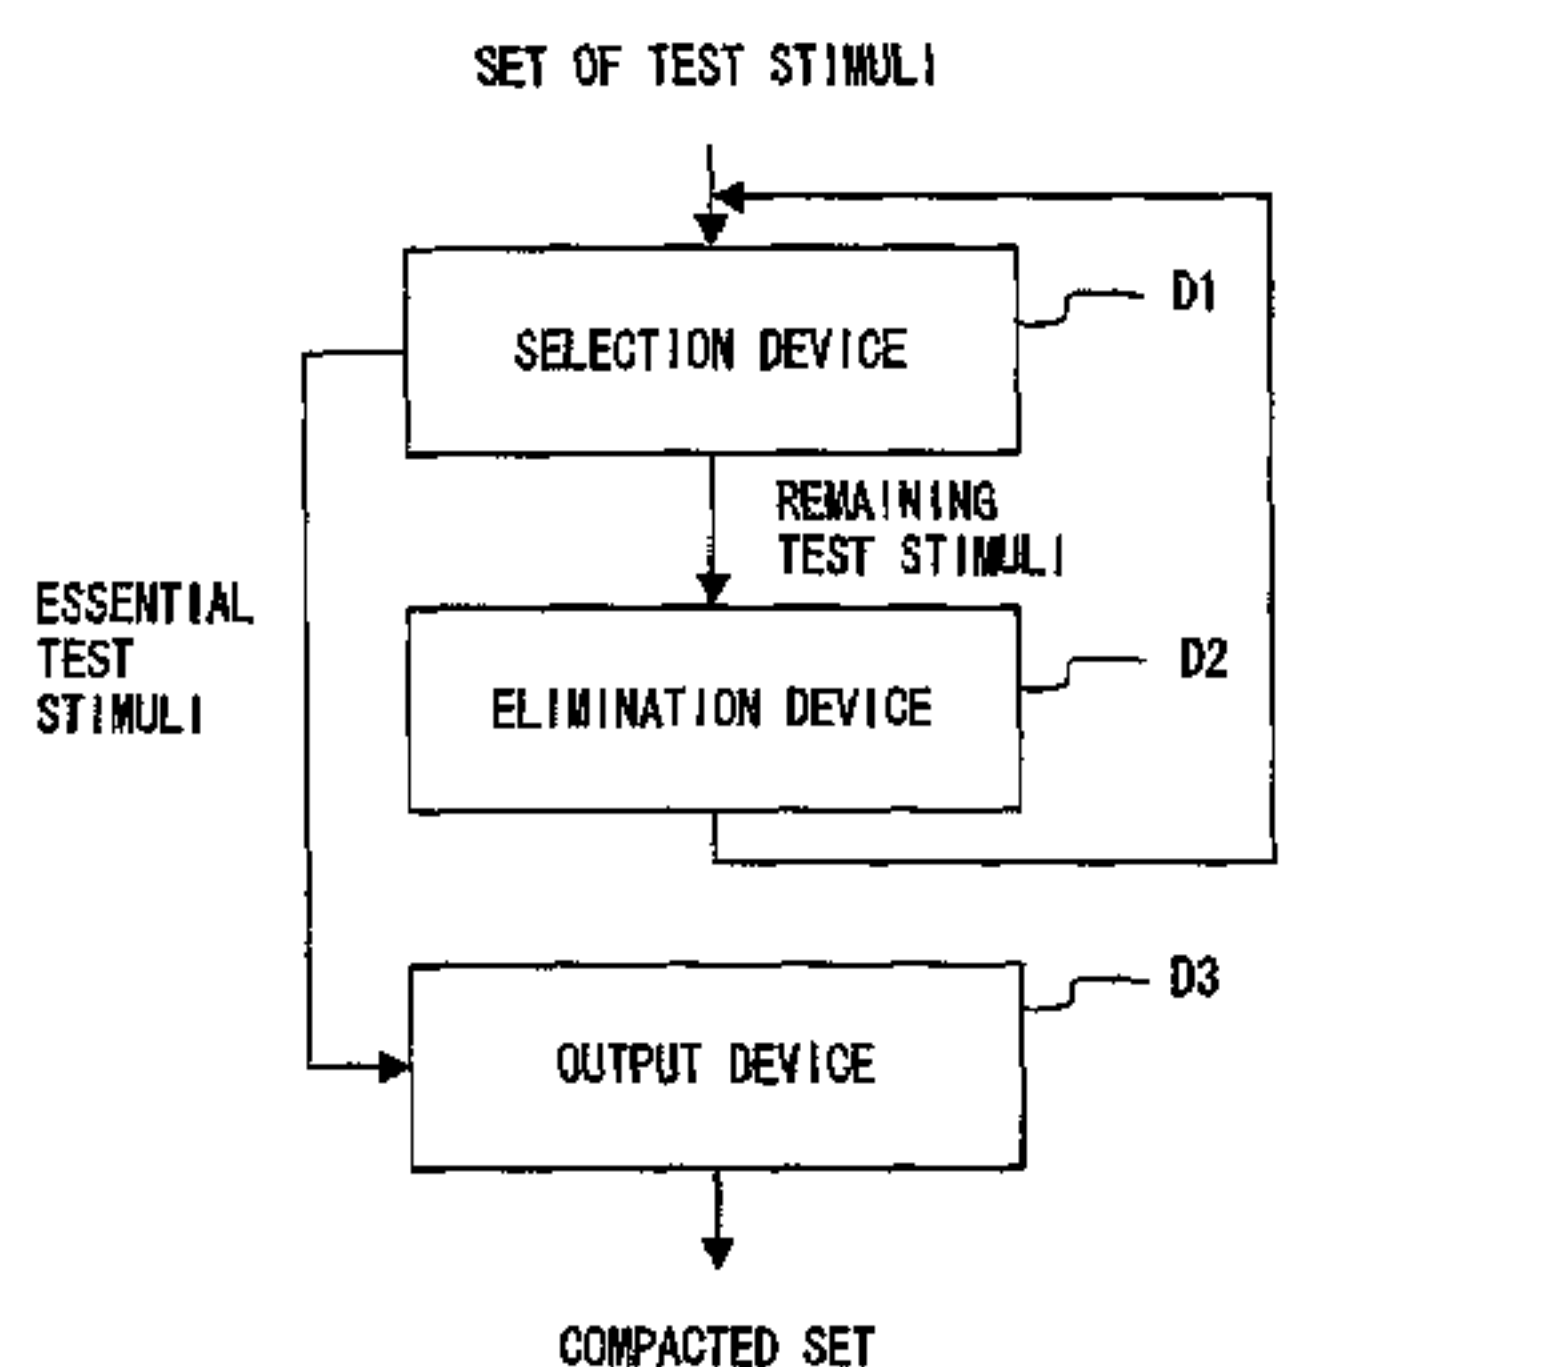 SET OF TEST STIMULI
D1
SELECTION DEVICE
REMAINING
TEST STIMULI
ESSENTIAL
TEST
STIMULI
D2
ELIMINATION DEVICE
D3
OUTPUT DEVICE
COMPACTED SET